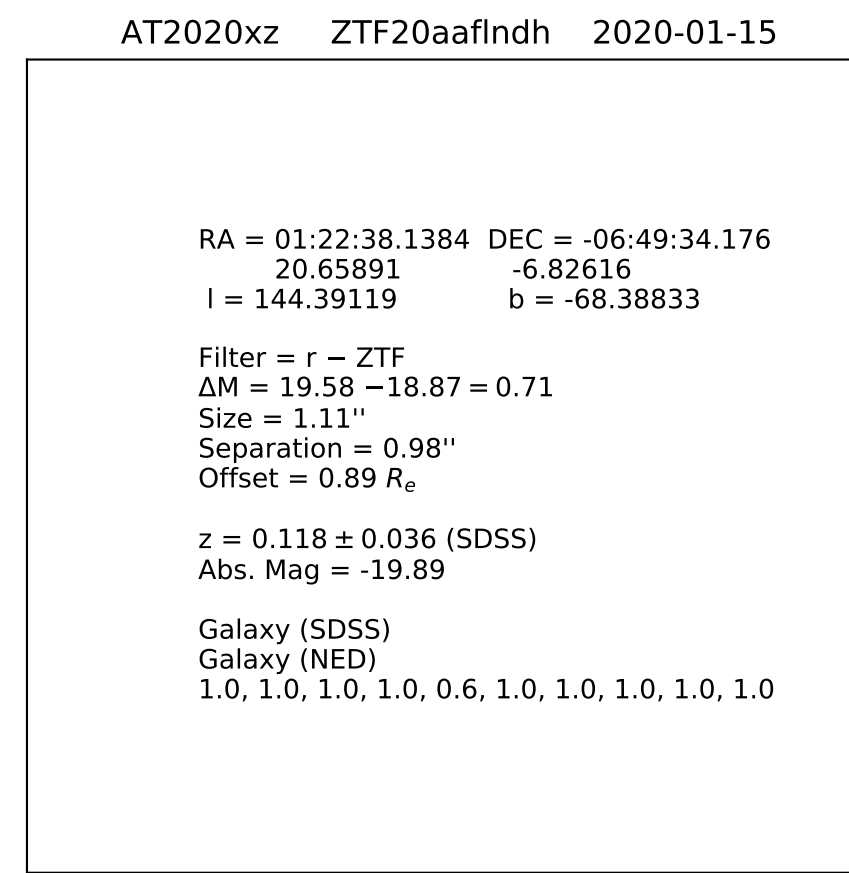 AT2020xz ZTF20aaflndh 2020-01-15
RA = 01:22:38.1384 DEC = -06:49:34.176
20.65891 -6.82616
l = 144.39119 b = -68.38833
Filter = r − ZTF
ΔM = 19.58 −18.87 = 0.71
Size = 1.11''
Separation = 0.98''
Offset = 0.89 Rₑ
z = 0.118 ± 0.036 (SDSS)
Abs. Mag = -19.89
Galaxy (SDSS)
Galaxy (NED)
1.0, 1.0, 1.0, 1.0, 0.6, 1.0, 1.0, 1.0, 1.0, 1.0